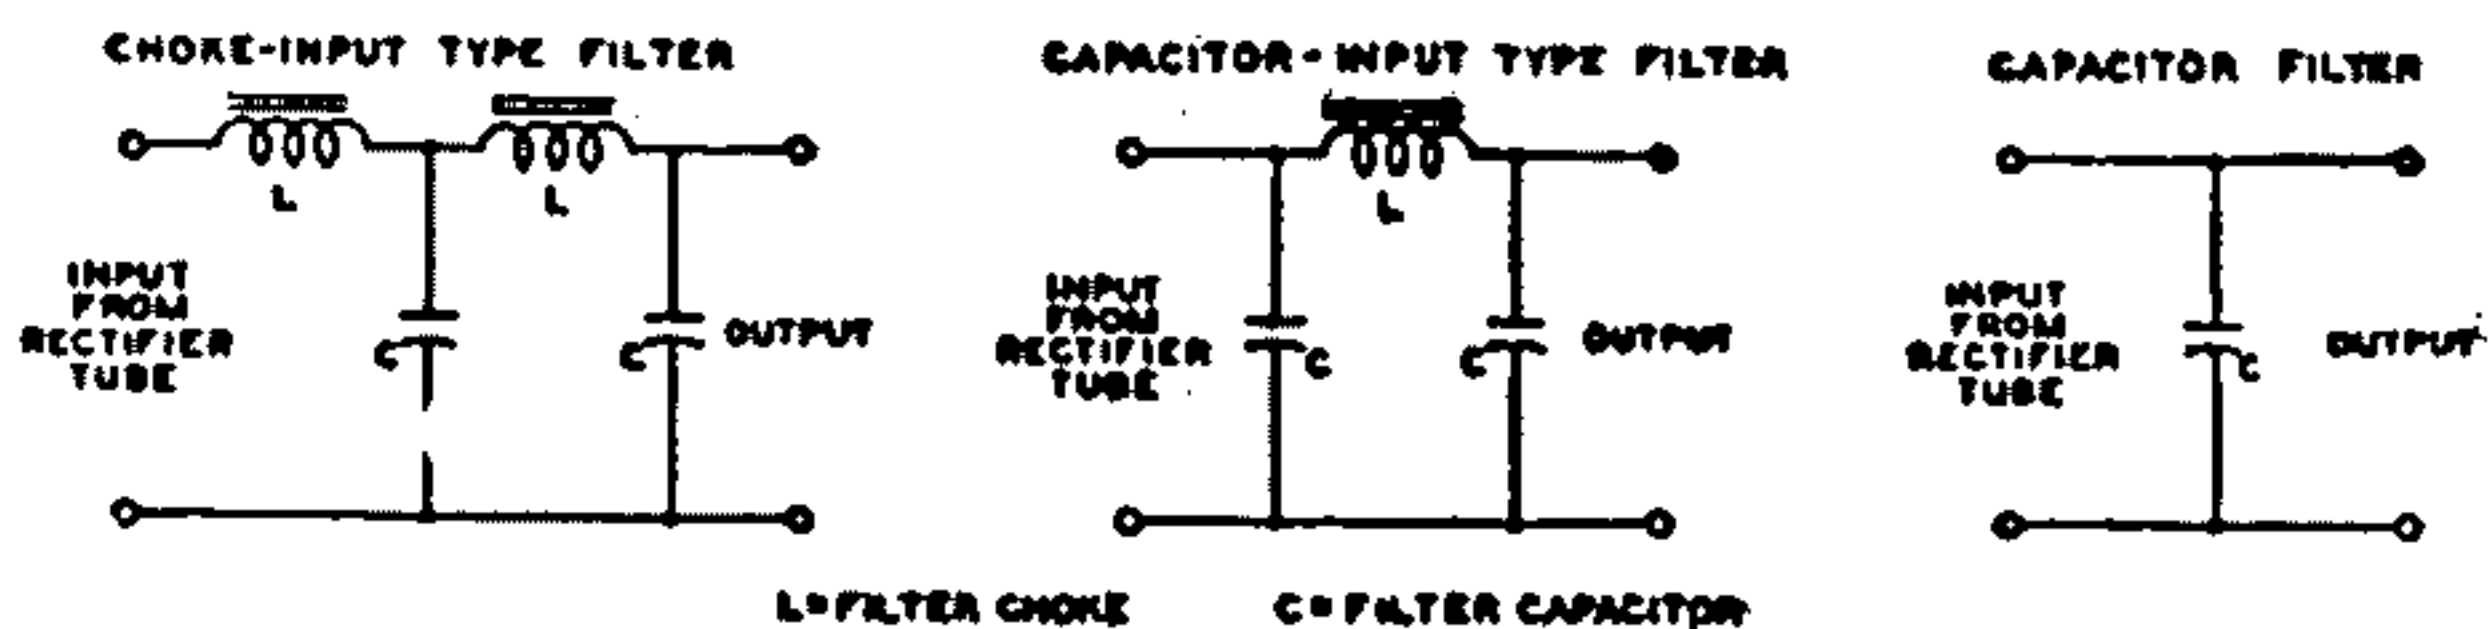 CHOKE-INPUT TYPE FILTER
L
L
INPUT
FROM
RECTIFIER
TUBE
C
C
OUTPUT
CAPACITOR-INPUT TYPE FILTER
L
INPUT
FROM
RECTIFIER
TUBE
C
C
OUTPUT
CAPACITOR FILTER
INPUT
FROM
RECTIFIER
TUBE
C
OUTPUT
L=FILTER CHOKE
C=FILTER CAPACITOR